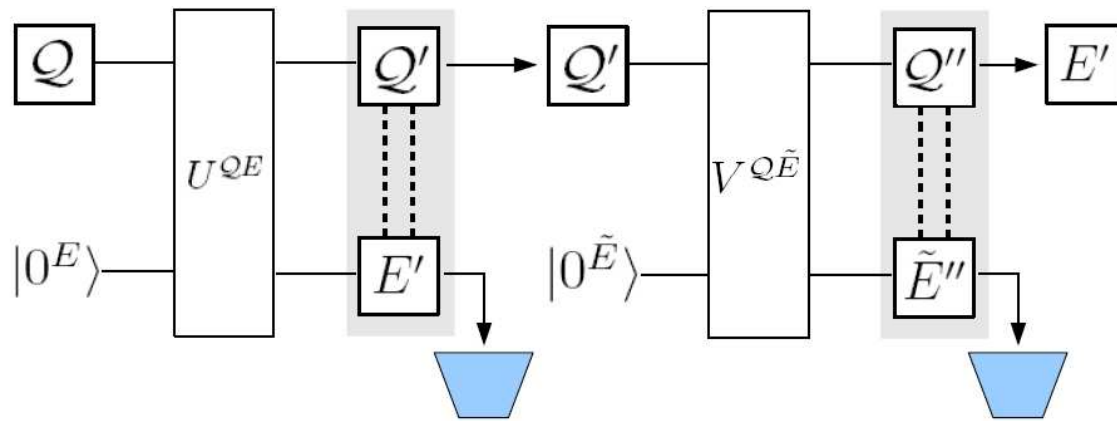 𝒬 U^{𝒬E} 𝒬′ 𝒬′ V^{𝒬Ẽ} 𝒬″ E′
|0^E⟩ E′ |0^Ẽ⟩ Ẽ″